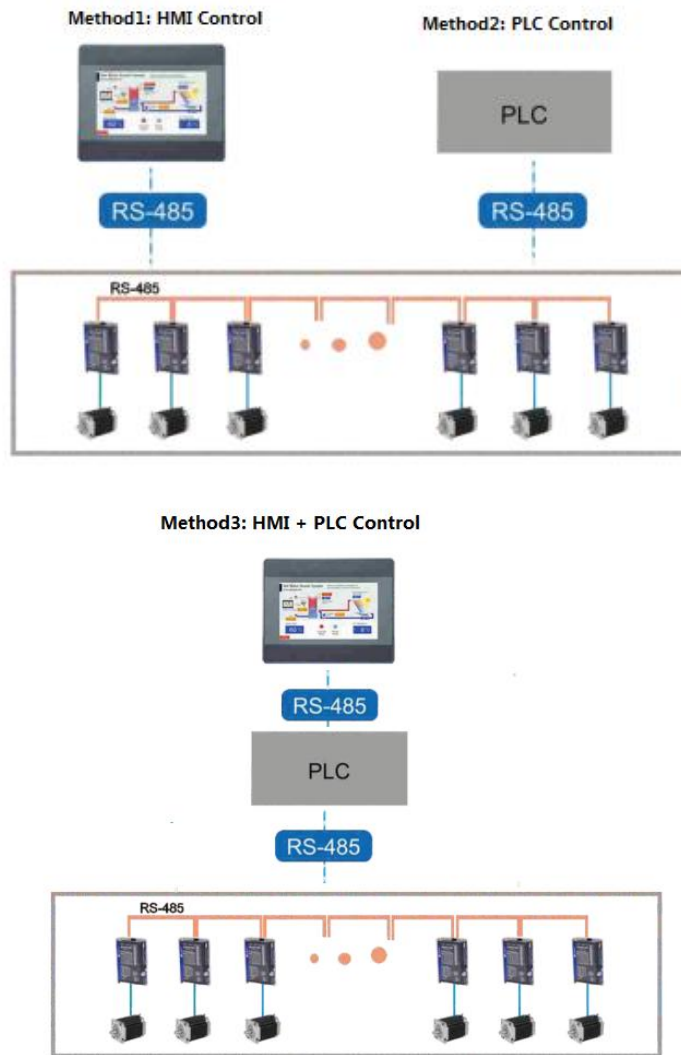 Method1: HMI Control
Method2: PLC Control
PLC
RS-485
RS-485
RS-485
Method3: HMI + PLC Control
RS-485
PLC
RS-485
RS-485